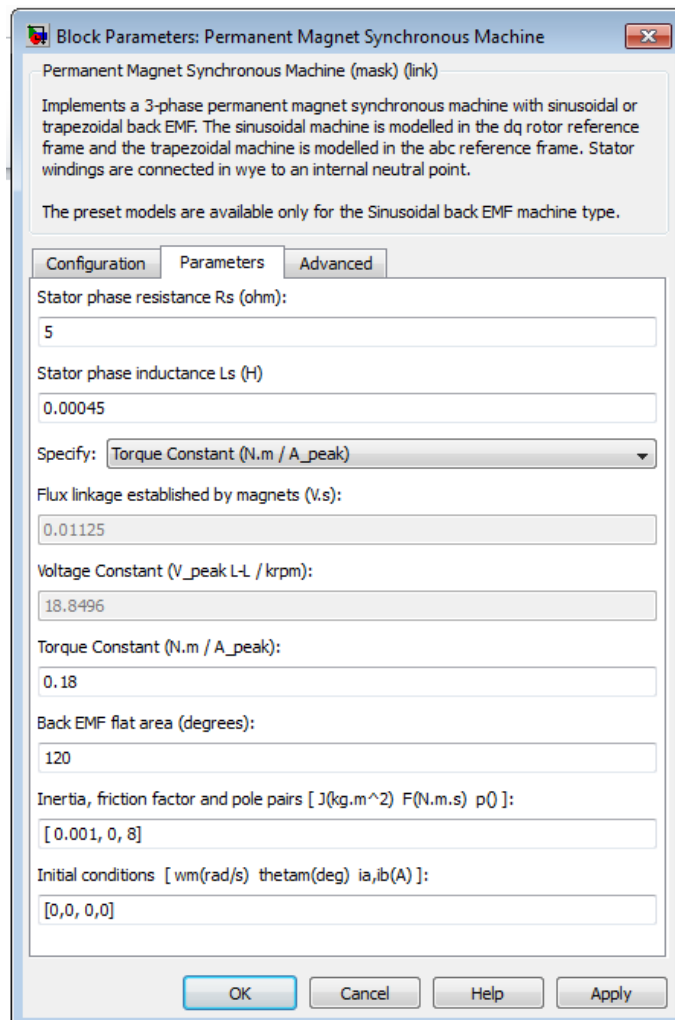 Block Parameters: Permanent Magnet Synchronous Machine
Permanent Magnet Synchronous Machine (mask) (link)
Implements a 3-phase permanent magnet synchronous machine with sinusoidal or
trapezoidal back EMF. The sinusoidal machine is modelled in the dq rotor reference
frame and the trapezoidal machine is modelled in the abc reference frame. Stator
windings are connected in wye to an internal neutral point.
The preset models are available only for the Sinusoidal back EMF machine type.
Configuration Parameters Advanced
Stator phase resistance Rs (ohm):
5
Stator phase inductance Ls (H)
0.00045
Specify: Torque Constant (N.m / A_peak)
Flux linkage established by magnets (V.s):
0.01125
Voltage Constant (V_peak L-L / krpm):
18.8496
Torque Constant (N.m / A_peak):
0.18
Back EMF flat area (degrees):
120
Inertia, friction factor and pole pairs [ J(kg.m^2)  F(N.m.s)  p() ]:
[ 0.001, 0, 8]
Initial conditions  [ wm(rad/s)  thetam(deg)  ia,ib(A) ]:
[0,0, 0,0]
OK Cancel Help Apply